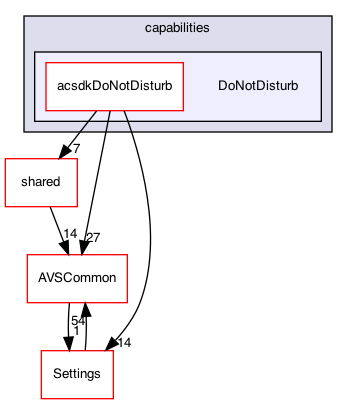 capabilities
acsdkDoNotDisturb
DoNotDisturb
7
shared
14
27
AVSCommon
54
1
14
Settings